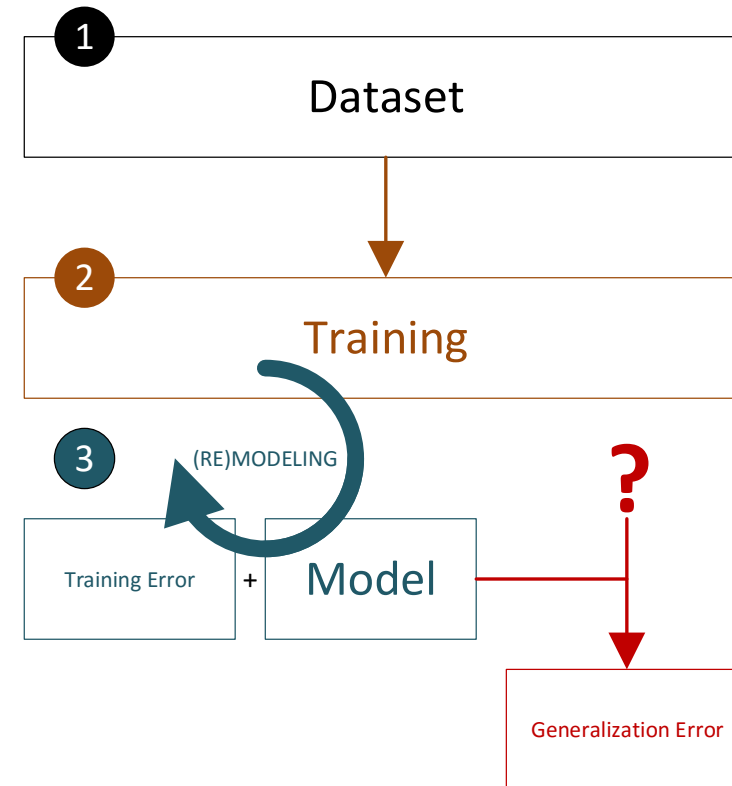 1
Dataset
2
Training
3
(RE)MODELING
?
Training Error
+
Model
Generalization Error